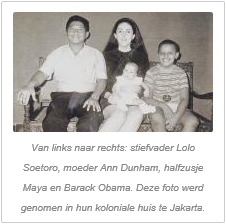 Van links naar rechts: stiefvader Lolo
Soetoro, moeder Ann Dunham, halfzusje
Maya en Barack Obama. Deze foto werd
genomen in hun koloniale huis te Jakarta.